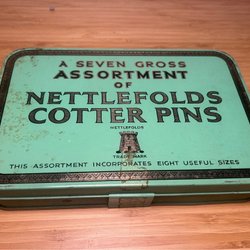 A SEVEN GROSS
ASSORTMENT
OF
NETTLEFOLDS
COTTER PINS
NETTLEFOLDS
TRADE MARK
THIS ASSORTMENT INCORPORATES EIGHT USEFUL SIZES